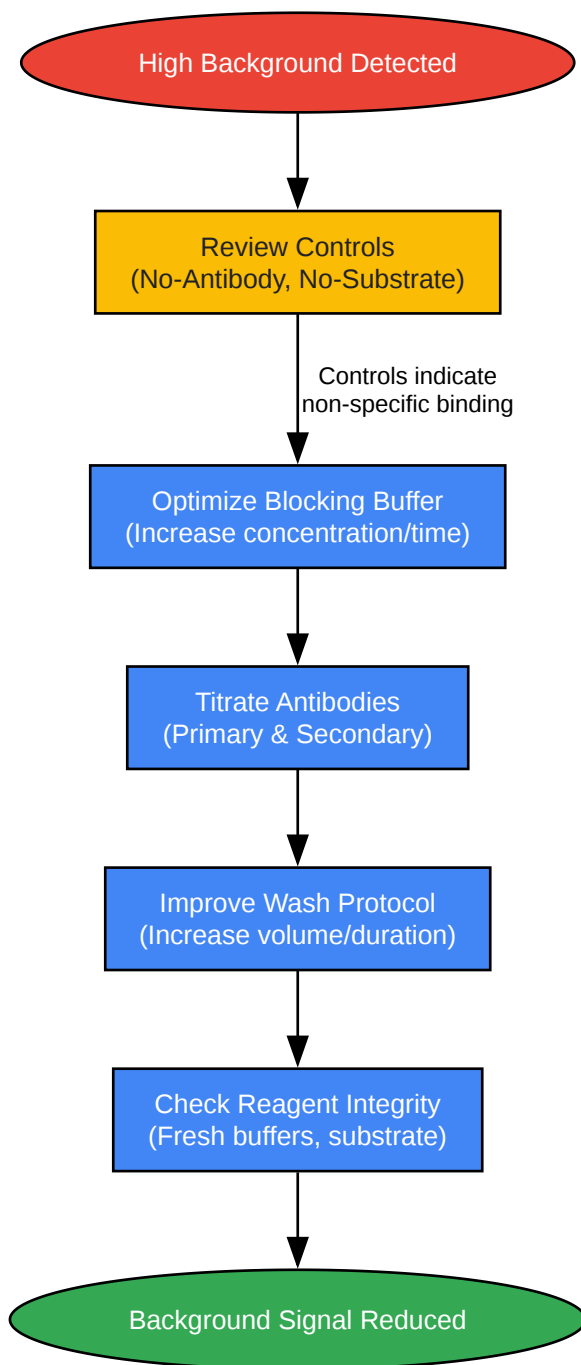 High Background Detected
Review Controls
(No-Antibody, No-Substrate)
Controls indicate
non-specific binding
Optimize Blocking Buffer
(Increase concentration/time)
Titrate Antibodies
(Primary & Secondary)
Improve Wash Protocol
(Increase volume/duration)
Check Reagent Integrity
(Fresh buffers, substrate)
Background Signal Reduced